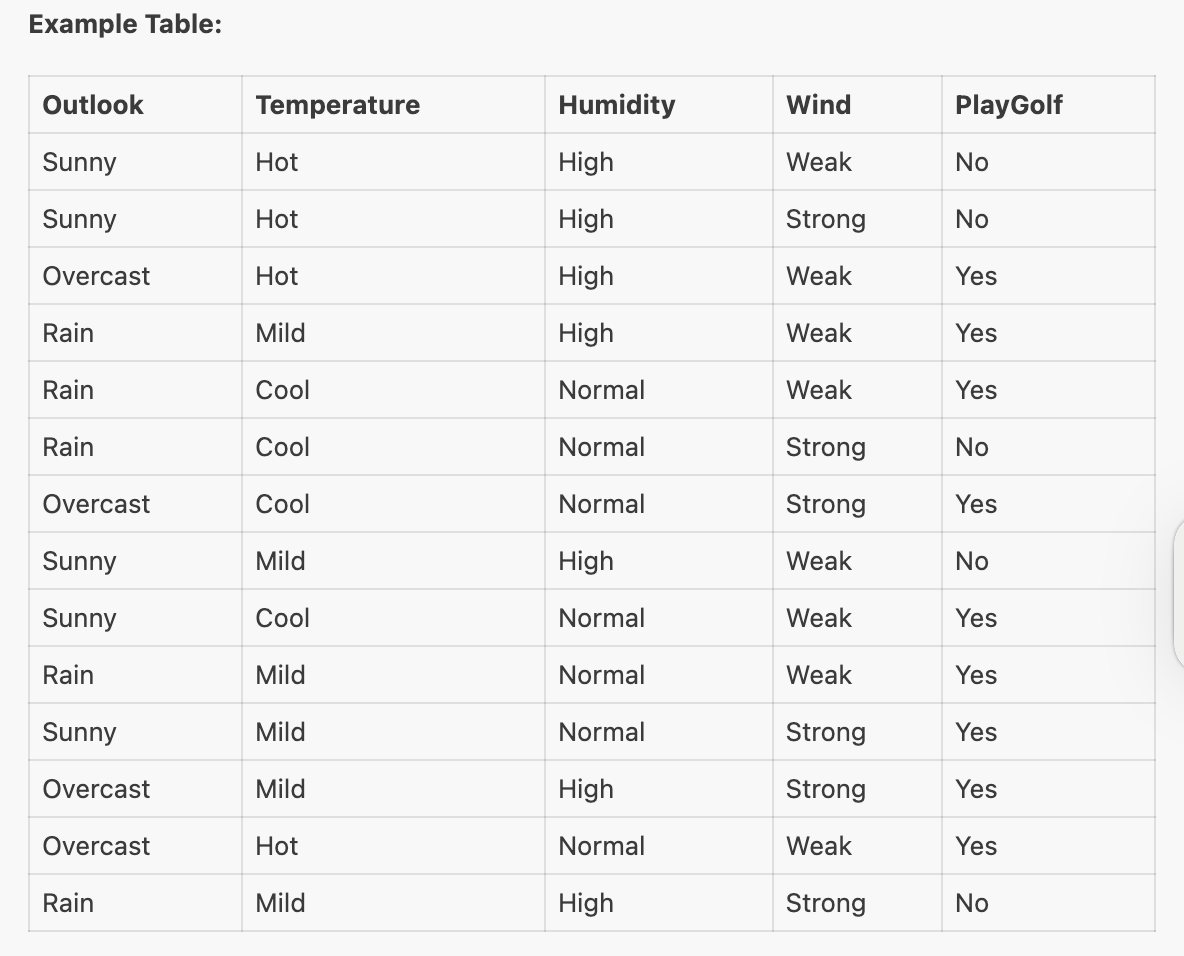 Example Table:
Outlook Temperature Humidity Wind PlayGolf
Sunny Hot High Weak No
Sunny Hot High Strong No
Overcast Hot High Weak Yes
Rain Mild High Weak Yes
Rain Cool Normal Weak Yes
Rain Cool Normal Strong No
Overcast Cool Normal Strong Yes
Sunny Mild High Weak No
Sunny Cool Normal Weak Yes
Rain Mild Normal Weak Yes
Sunny Mild Normal Strong Yes
Overcast Mild High Strong Yes
Overcast Hot Normal Weak Yes
Rain Mild High Strong No